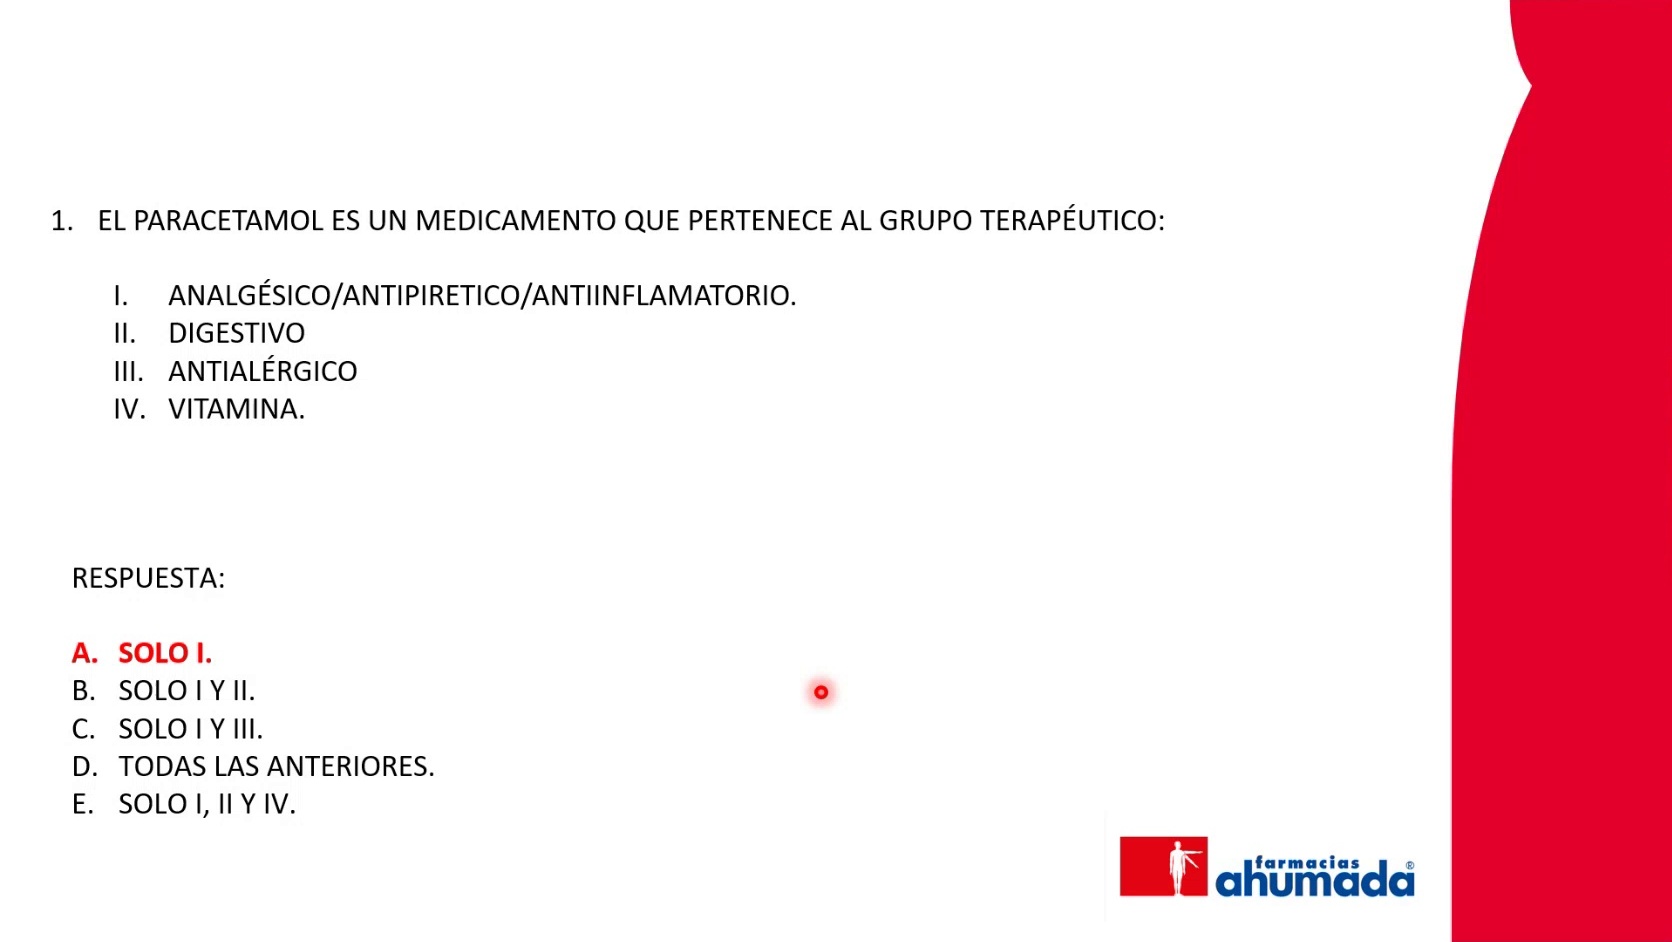 1. EL PARACETAMOL ES UN MEDICAMENTO QUE PERTENECE AL GRUPO TERAPÉUTICO:
I. ANALGÉSICO/ANTIPIRETICO/ANTIINFLAMATORIO.
II. DIGESTIVO
III. ANTIALÉRGICO
IV. VITAMINA.
RESPUESTA:
A. SOLO I.
B. SOLO I Y II.
C. SOLO I Y III.
D. TODAS LAS ANTERIORES.
E. SOLO I, II Y IV.
farmacias
ahumada®